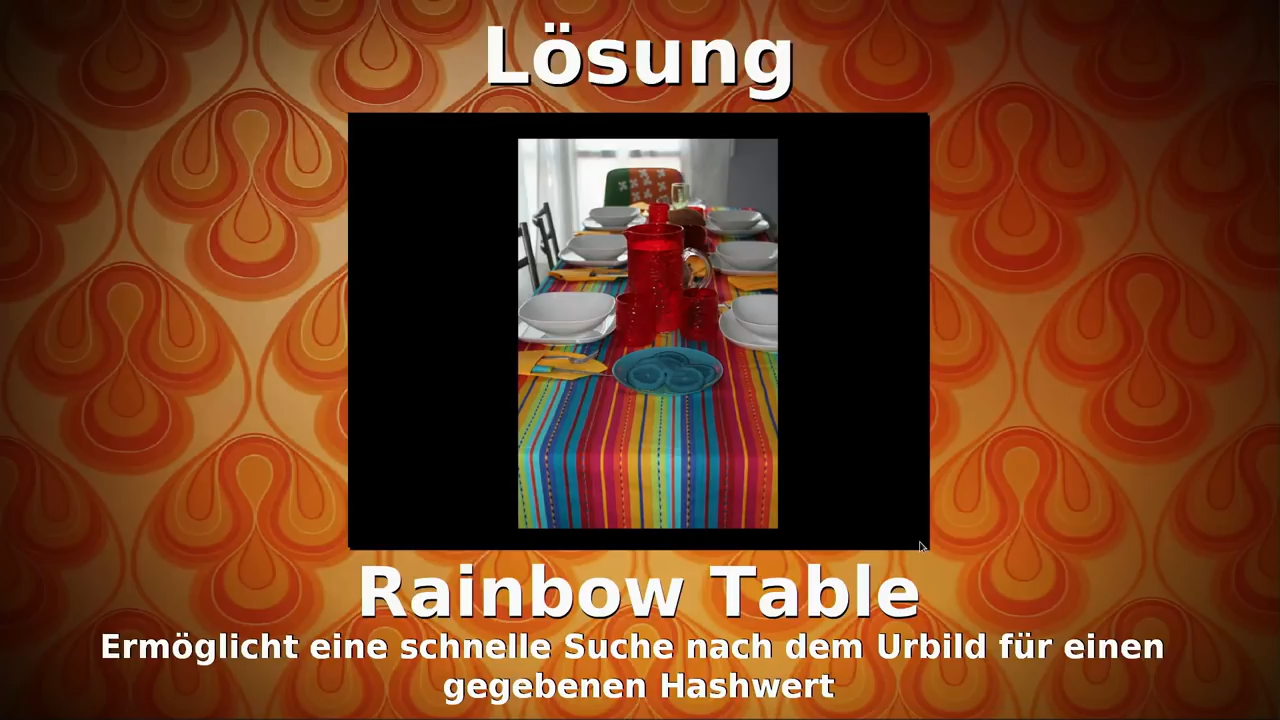 Lösung
Rainbow Table
Ermöglicht eine schnelle Suche nach dem Urbild für einen
gegebenen Hashwert